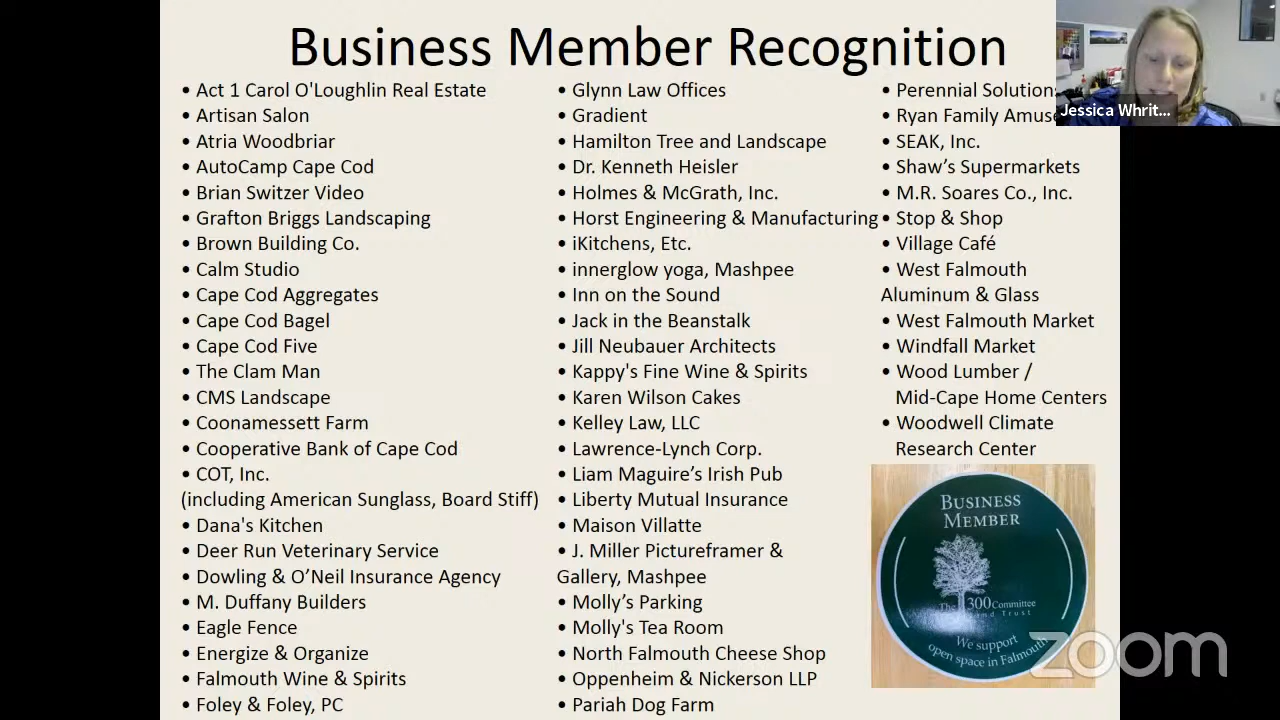 Business Member Recognition
• Act 1 Carol O'Loughlin Real Estate
• Artisan Salon
• Atria Woodbriar
• AutoCamp Cape Cod
• Brian Switzer Video
• Grafton Briggs Landscaping
• Brown Building Co.
• Calm Studio
• Cape Cod Aggregates
• Cape Cod Bagel
• Cape Cod Five
• The Clam Man
• CMS Landscape
• Coonamessett Farm
• Cooperative Bank of Cape Cod
• COT, Inc.
(including American Sunglass, Board Stiff)
• Dana's Kitchen
• Deer Run Veterinary Service
• Dowling & O’Neil Insurance Agency
• M. Duffany Builders
• Eagle Fence
• Energize & Organize
• Falmouth Wine & Spirits
• Foley & Foley, PC
• Glynn Law Offices
• Gradient
• Hamilton Tree and Landscape
• Dr. Kenneth Heisler
• Holmes & McGrath, Inc.
• Horst Engineering & Manufacturing
• iKitchens, Etc.
• innerglow yoga, Mashpee
• Inn on the Sound
• Jack in the Beanstalk
• Jill Neubauer Architects
• Kappy's Fine Wine & Spirits
• Karen Wilson Cakes
• Kelley Law, LLC
• Lawrence-Lynch Corp.
• Liam Maguire’s Irish Pub
• Liberty Mutual Insurance
• Maison Villatte
• J. Miller Pictureframer &
Gallery, Mashpee
• Molly’s Parking
• Molly's Tea Room
• North Falmouth Cheese Shop
• Oppenheim & Nickerson LLP
• Pariah Dog Farm
• Perennial Solution
• Ryan Family Amus
• SEAK, Inc.
• Shaw’s Supermarkets
• M.R. Soares Co., Inc.
• Stop & Shop
• Village Café
• West Falmouth
Aluminum & Glass
• West Falmouth Market
• Windfall Market
• Wood Lumber /
Mid-Cape Home Centers
• Woodwell Climate
Research Center
Jessica Whrit...
BUSINESS
MEMBER
The 300 Committee
Land Trust
We support
open space in Falmouth
zoom